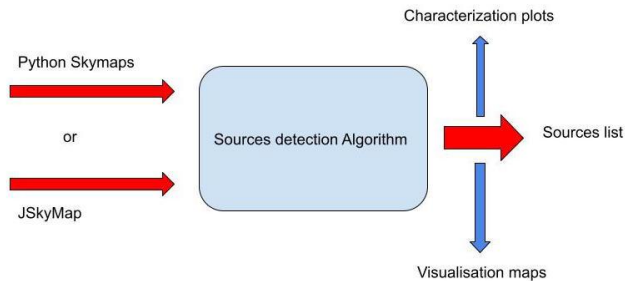 Characterization plots
Python Skymaps
or
Sources detection Algorithm
Sources list
JSkyMap
Visualisation maps